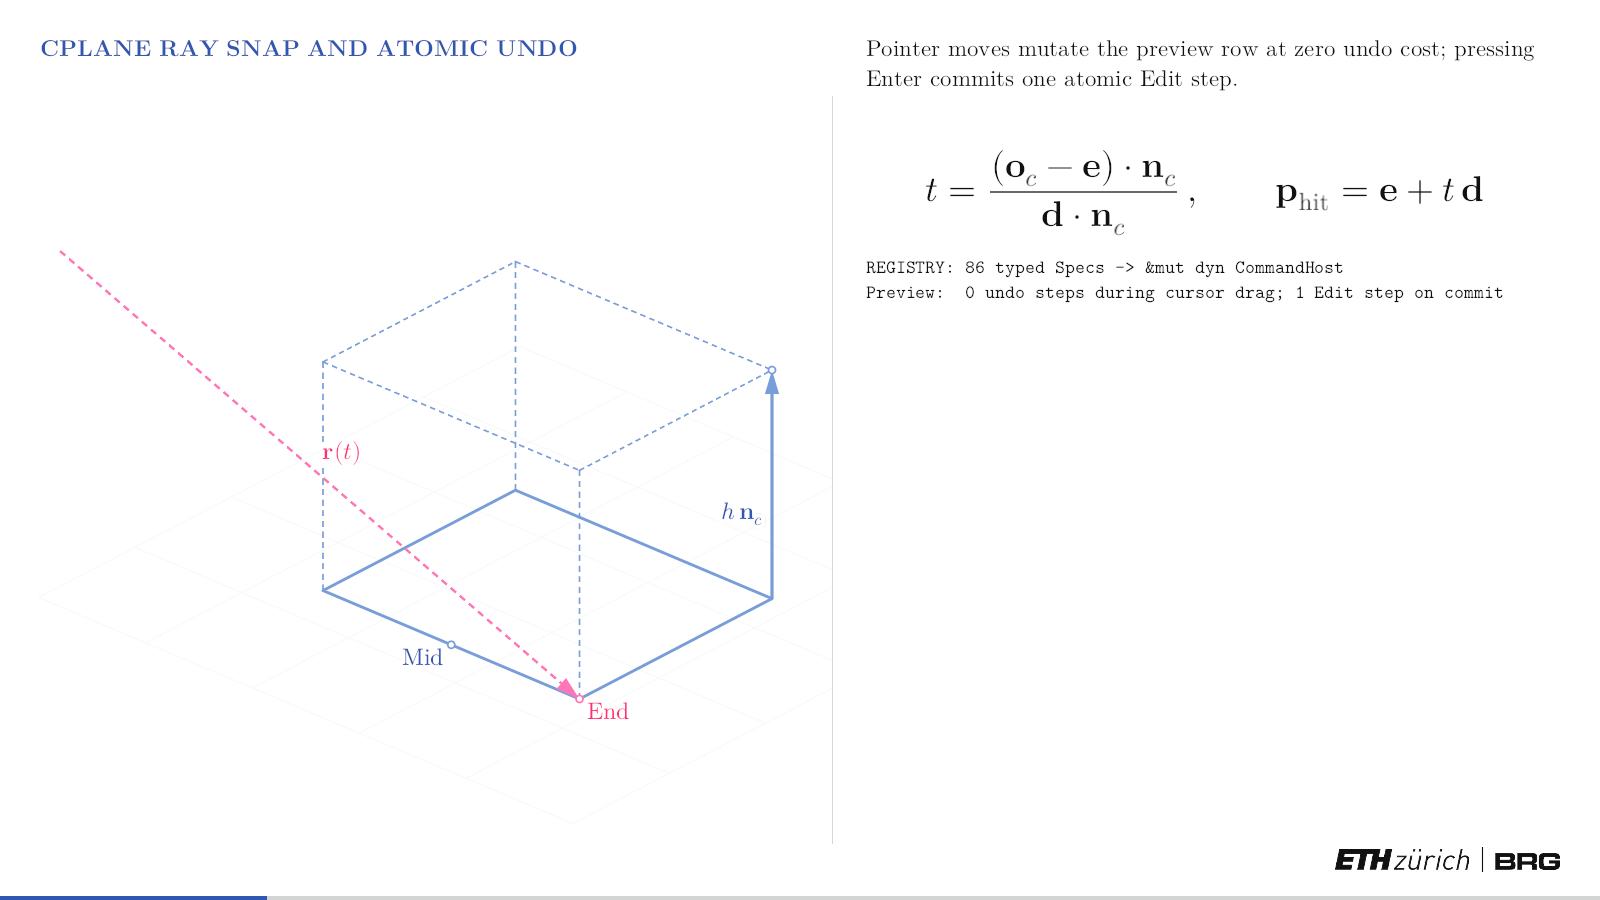 CPLANE RAY SNAP AND ATOMIC UNDO
Pointer moves mutate the preview row at zero undo cost; pressing
Enter commits one atomic Edit step.
t = (o_c − e) · n_c / d · n_c , p_hit = e + t d
REGISTRY: 86 typed Specs -> &mut dyn CommandHost
Preview:  0 undo steps during cursor drag; 1 Edit step on commit
r(t)
h n_c
Mid
End
ETH zürich | BRG